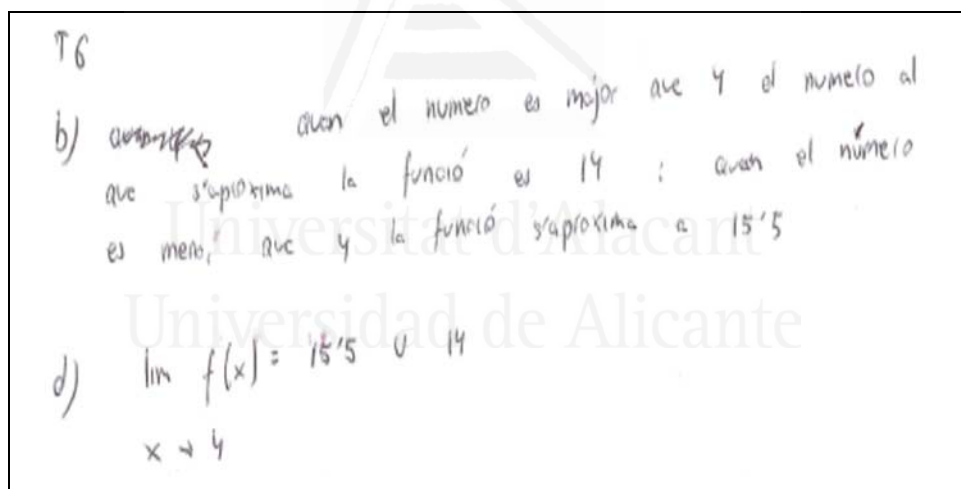 T6
b) quan el numero es major que 4 el numero al
que s'aproxima la funció es 14 i quan el número
es menor que 4 la funció s'aproxima a 15'5
Universitat d'Alacant
Universidad de Alicante
d) lim f(x) = 15'5 U 14
x → 4